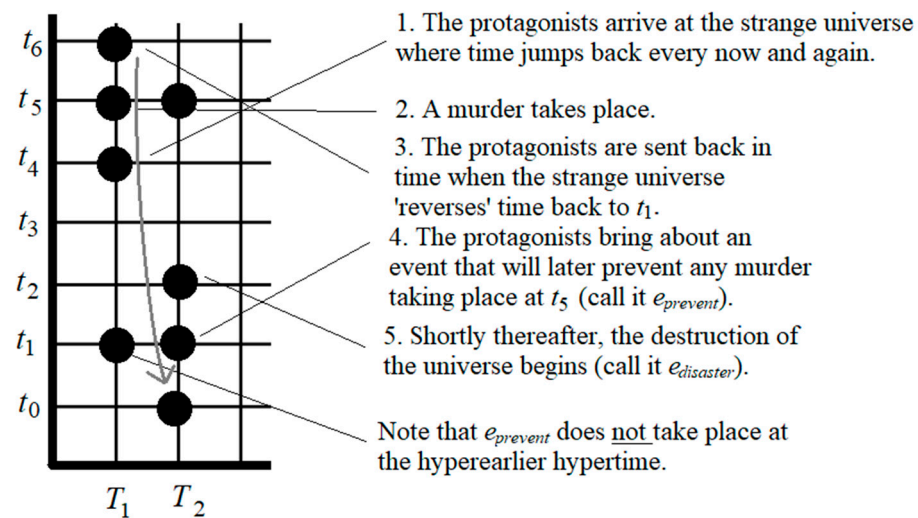 t6
t5
t4
t3
t2
t1
t0
T1 T2
1. The protagonists arrive at the strange universe
where time jumps back every now and again.
2. A murder takes place.
3. The protagonists are sent back in
time when the strange universe
'reverses' time back to t1.
4. The protagonists bring about an
event that will later prevent any murder
taking place at t5 (call it eprevent).
5. Shortly thereafter, the destruction of
the universe begins (call it edisaster).
Note that eprevent does not take place at
the hyperearlier hypertime.